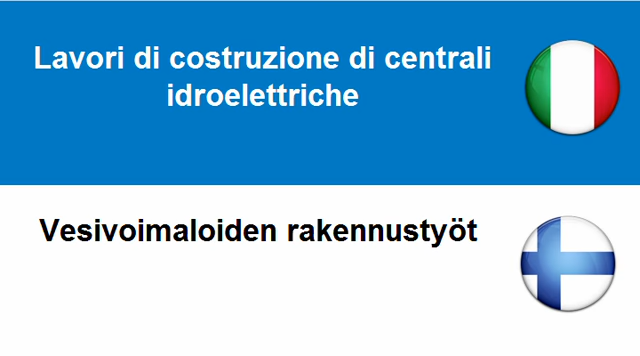 Lavori di costruzione di centrali
idroelettriche
Vesivoimaloiden rakennustyöt